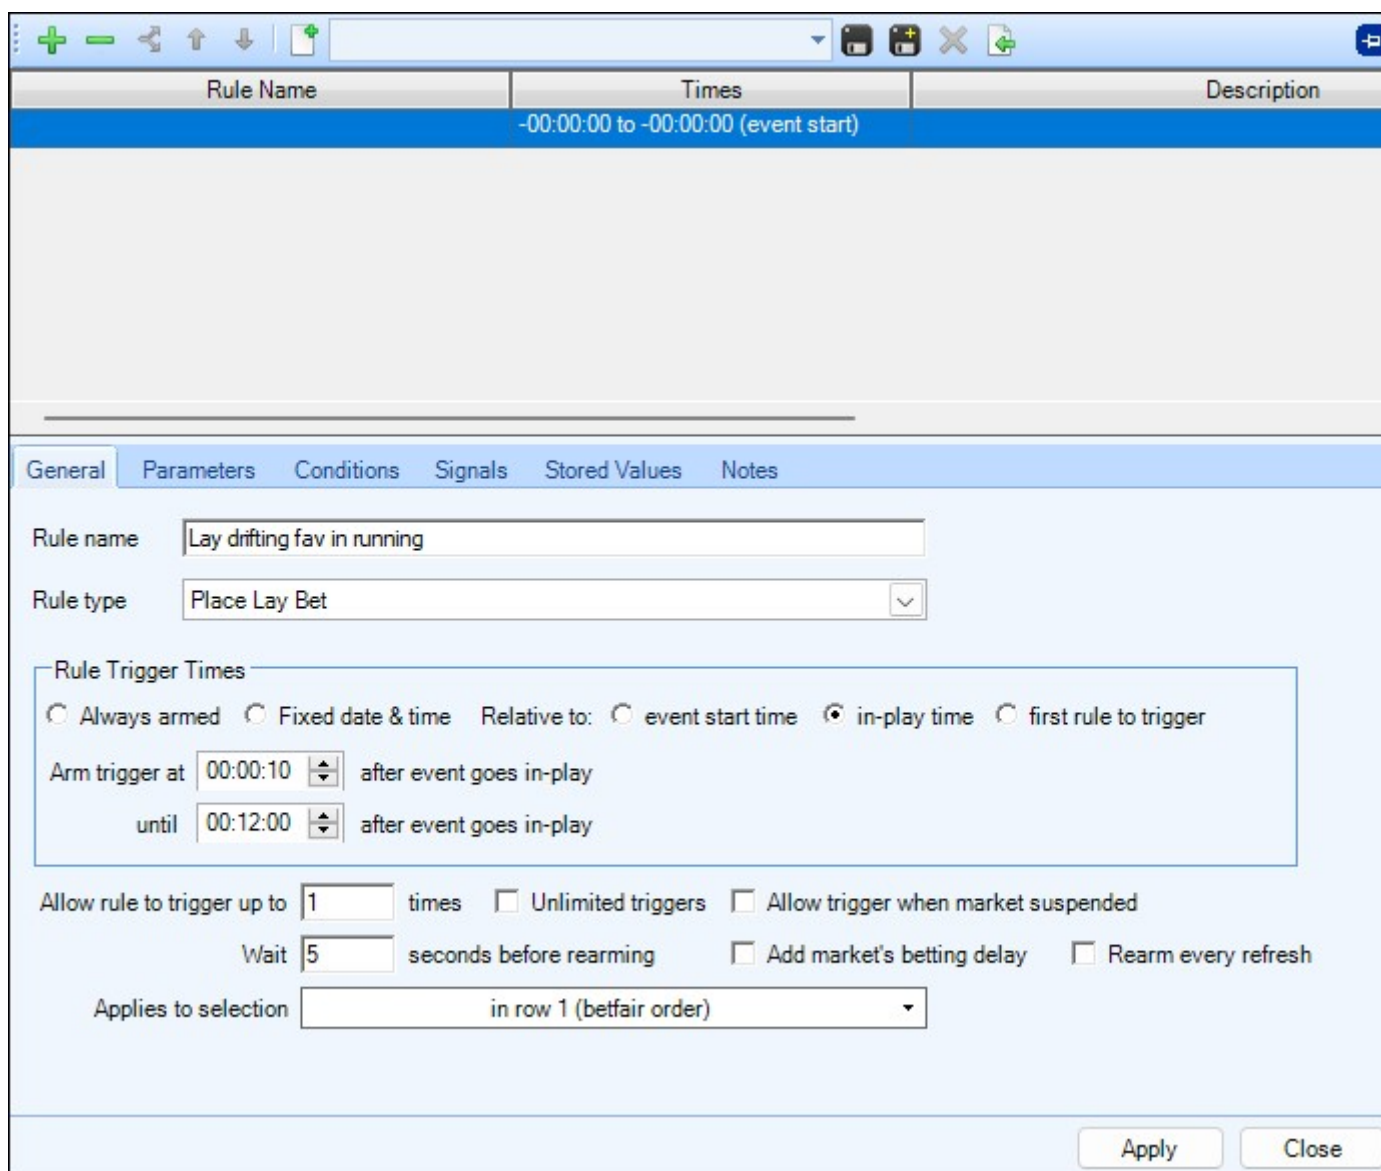 Rule Name Times Description
-00:00:00 to -00:00:00 (event start)
General Parameters Conditions Signals Stored Values Notes
Rule name Lay drifting fav in running
Rule type Place Lay Bet
Rule Trigger Times
Always armed Fixed date & time Relative to: event start time in-play time first rule to trigger
Arm trigger at 00:00:10 after event goes in-play
until 00:12:00 after event goes in-play
Allow rule to trigger up to 1 times Unlimited triggers Allow trigger when market suspended
Wait 5 seconds before rearming Add market's betting delay Rearm every refresh
Applies to selection in row 1 (betfair order)
Apply Close